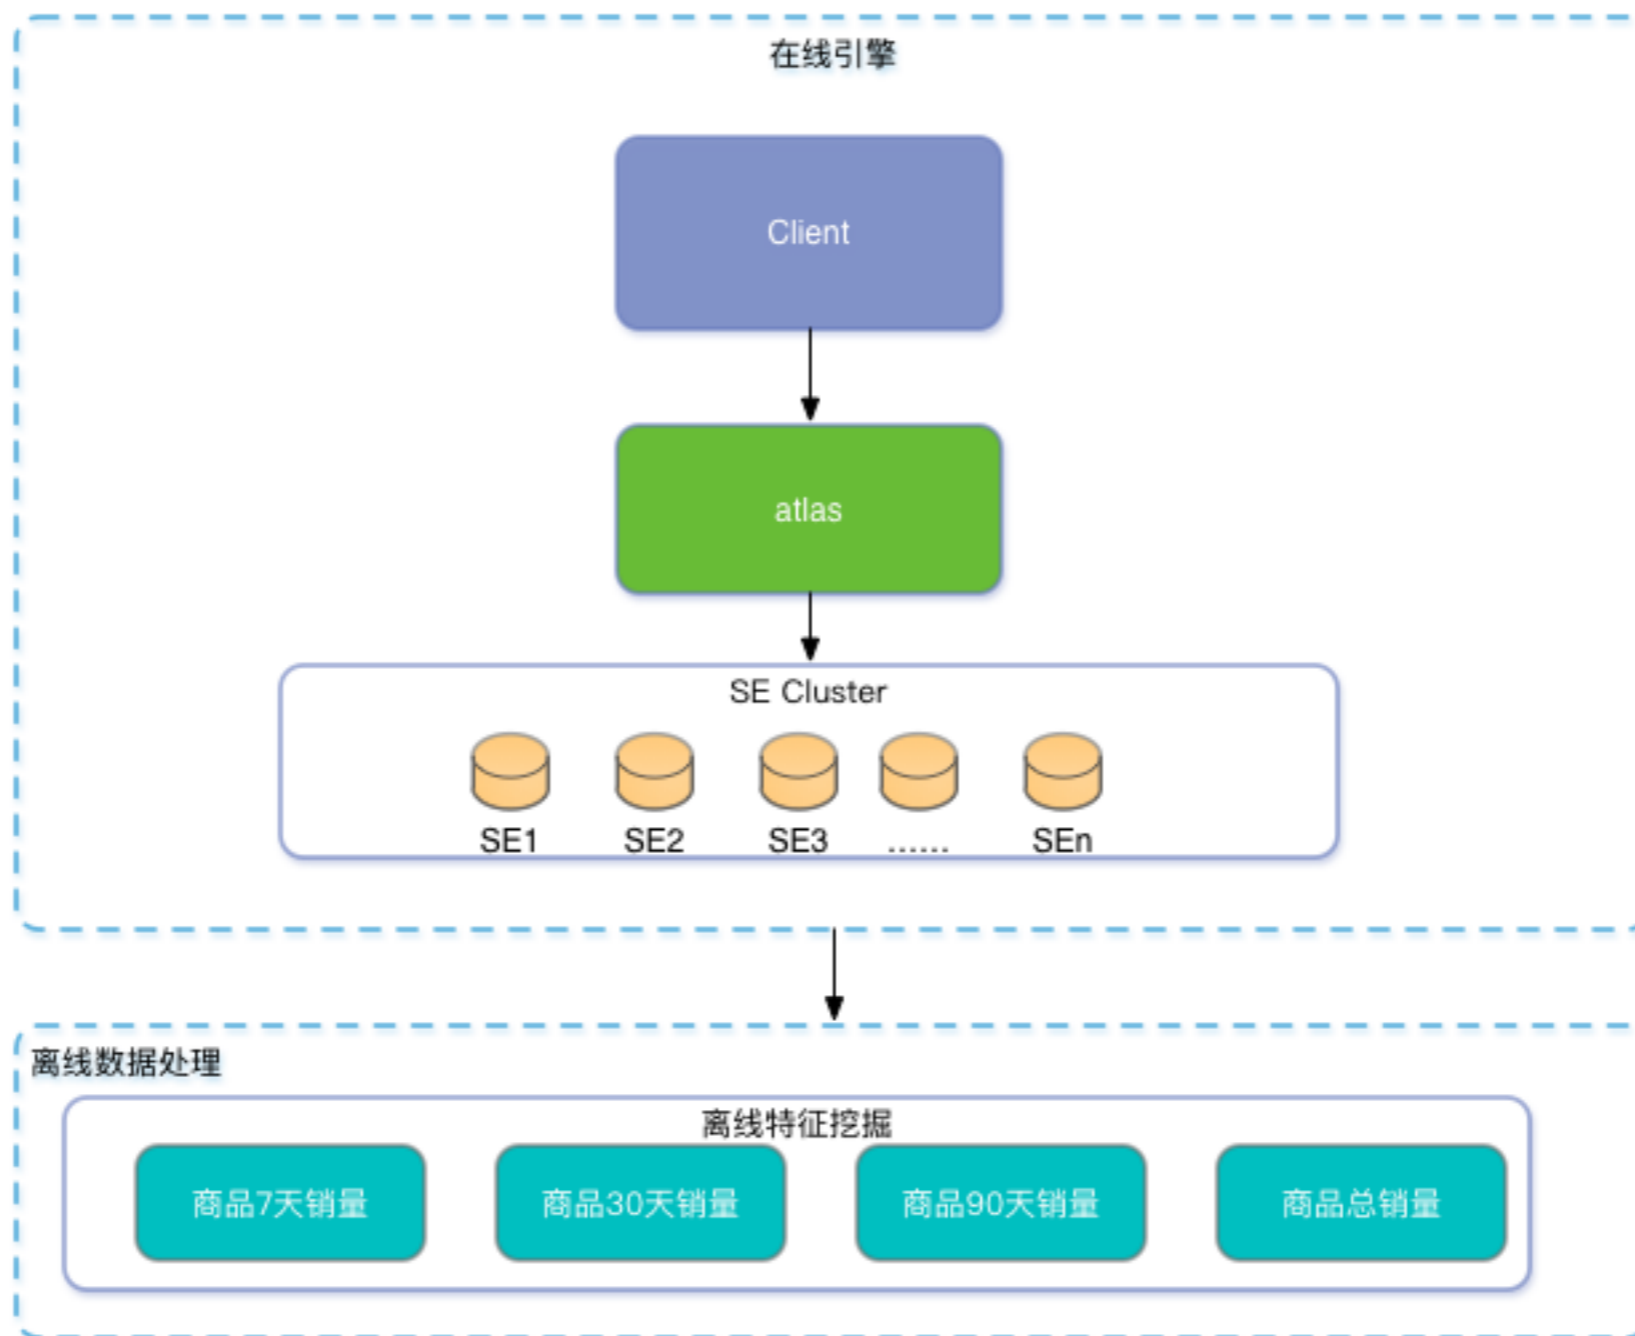 在线引擎
Client
atlas
SE Cluster
SE1 SE2 SE3 …… SEn
离线数据处理
离线特征挖掘
商品7天销量 商品30天销量 商品90天销量 商品总销量